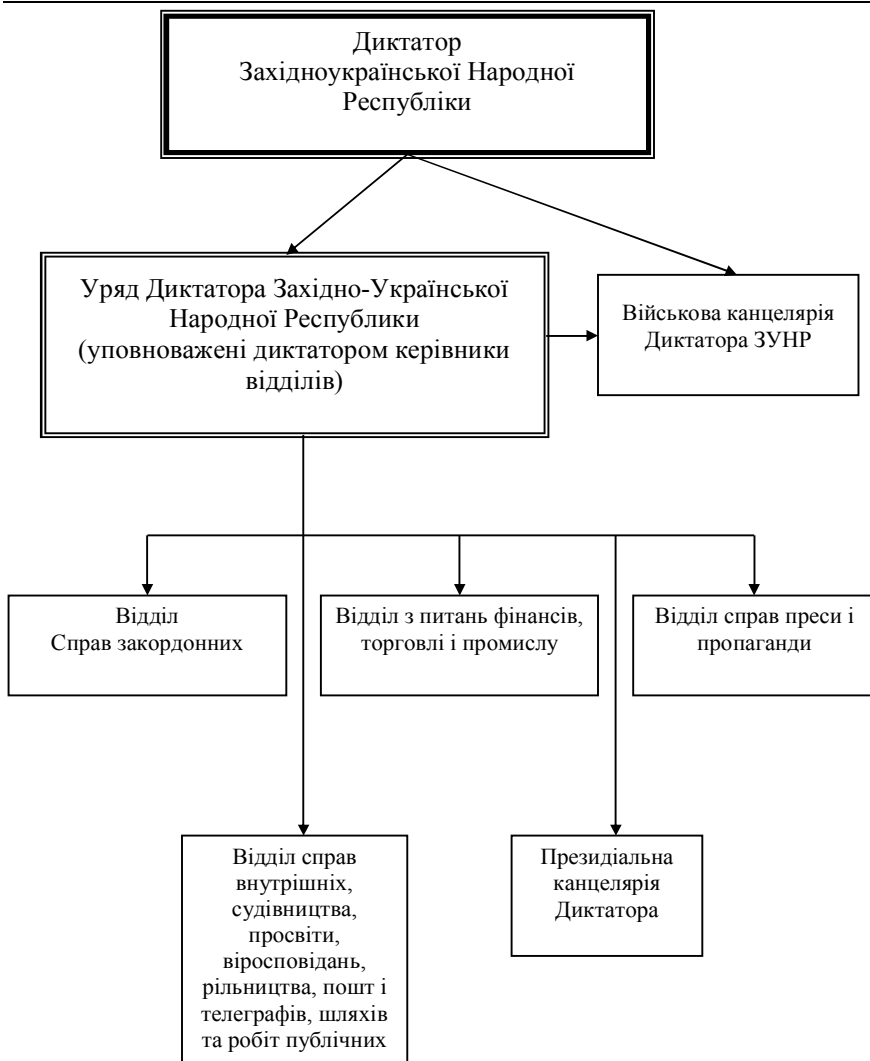 Диктатор
Західноукраїнської Народної
Республіки
Уряд Диктатора Західно-Української
Народної Республики
(уповноважені диктатором керівники
відділів)
Військова канцелярія
Диктатора ЗУНР
Відділ
Справ закордонних
Відділ з питань фінансів,
торговлі і промислу
Відділ справ преси і
пропаганди
Відділ справ
внутрішніх,
судівництва,
просвіти,
віросповідань,
рільництва, пошт і
телеграфів, шляхів
та робіт публічних
Президіальна
канцелярія
Диктатора